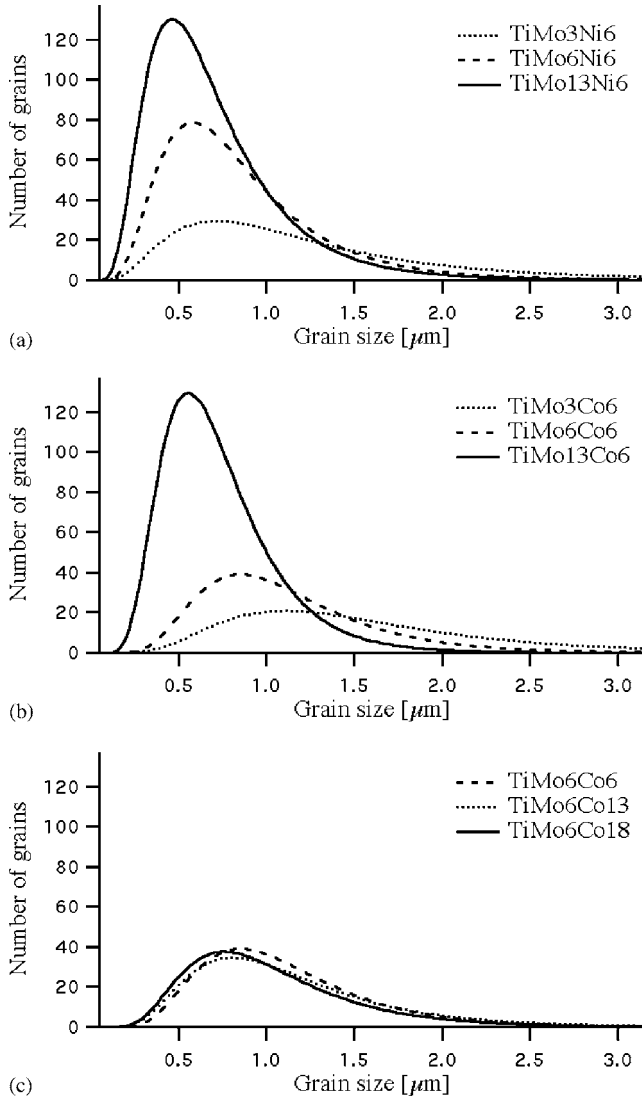 120
100
80
60
40
20
0
Number of grains
TiMo3Ni6
TiMo6Ni6
TiMo13Ni6
0.5 1.0 1.5 2.0 2.5 3.0
Grain size [μm]
(a)
120
100
80
60
40
20
0
Number of grains
TiMo3Co6
TiMo6Co6
TiMo13Co6
0.5 1.0 1.5 2.0 2.5 3.0
Grain size [μm]
(b)
120
100
80
60
40
20
0
Number of grains
TiMo6Co6
TiMo6Co13
TiMo6Co18
0.5 1.0 1.5 2.0 2.5 3.0
Grain size [μm]
(c)